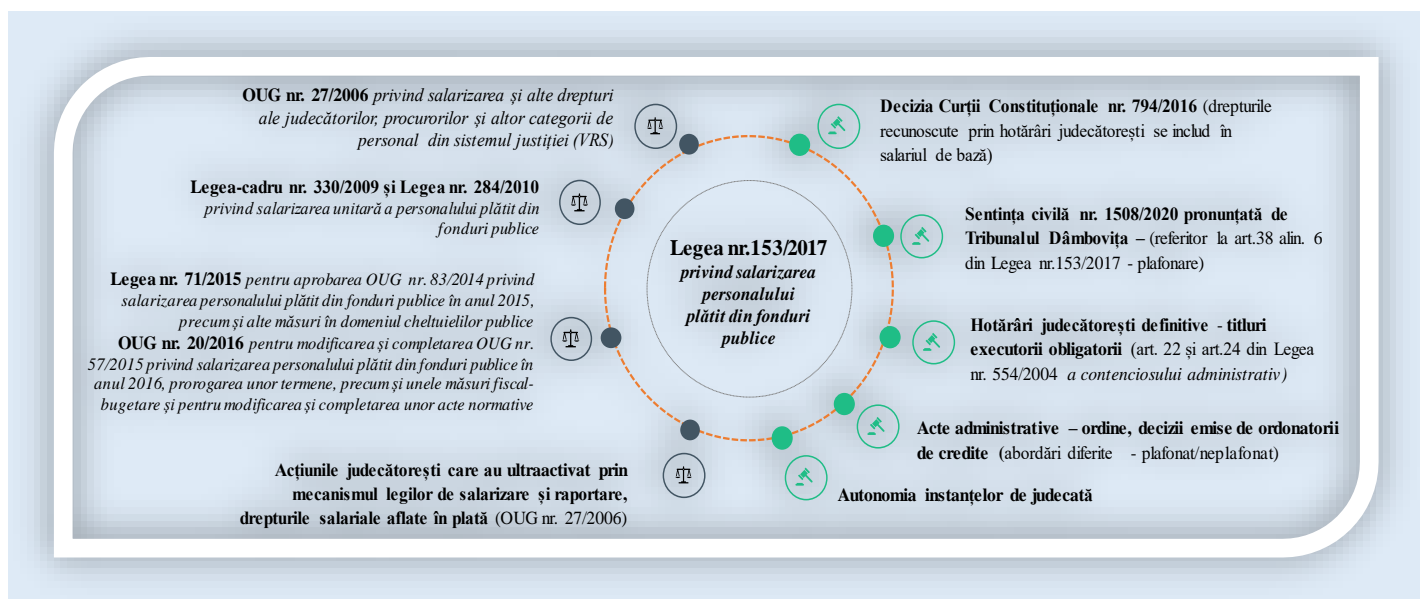 OUG nr. 27/2006 privind salarizarea și alte drepturi
ale judecătorilor, procurorilor și altor categorii de
personal din sistemul justiției (VRS)
Legea-cadru nr. 330/2009 și Legea nr. 284/2010
privind salarizarea unitară a personalului plătit din
fonduri publice
Legea nr. 71/2015 pentru aprobarea OUG nr. 83/2014 privind
salarizarea personalului plătit din fonduri publice în anul 2015,
precum și alte măsuri în domeniul cheltuielilor publice
OUG nr. 20/2016 pentru modificarea și completarea OUG nr.
57/2015 privind salarizarea personalului plătit din fonduri publice în
anul 2016, prorogarea unor termene, precum și unele măsuri fiscal-
bugetare și pentru modificarea și completarea unor acte normative
Acțiunile judecătorești care au ultraactivat prin
mecanismul legilor de salarizare și raportare,
drepturile salariale aflate în plată (OUG nr. 27/2006)
Legea nr.153/2017
privind salarizarea
personalului
plătit din fonduri
publice
Decizia Curții Constituționale nr. 794/2016 (drepturile
recunoscute prin hotărâri judecătorești se includ în
salariul de bază)
Sentința civilă nr. 1508/2020 pronunțată de
Tribunalul Dâmbovița – (referitor la art.38 alin. 6
din Legea nr.153/2017 - plafonare)
Hotărâri judecătorești definitive - titluri
executorii obligatorii (art. 22 și art.24 din Legea
nr. 554/2004 a contenciosului administrativ)
Acte administrative – ordine, decizii emise de ordonatorii
de credite (abordări diferite - plafonat/neplafonat)
Autonomia instanțelor de judecată